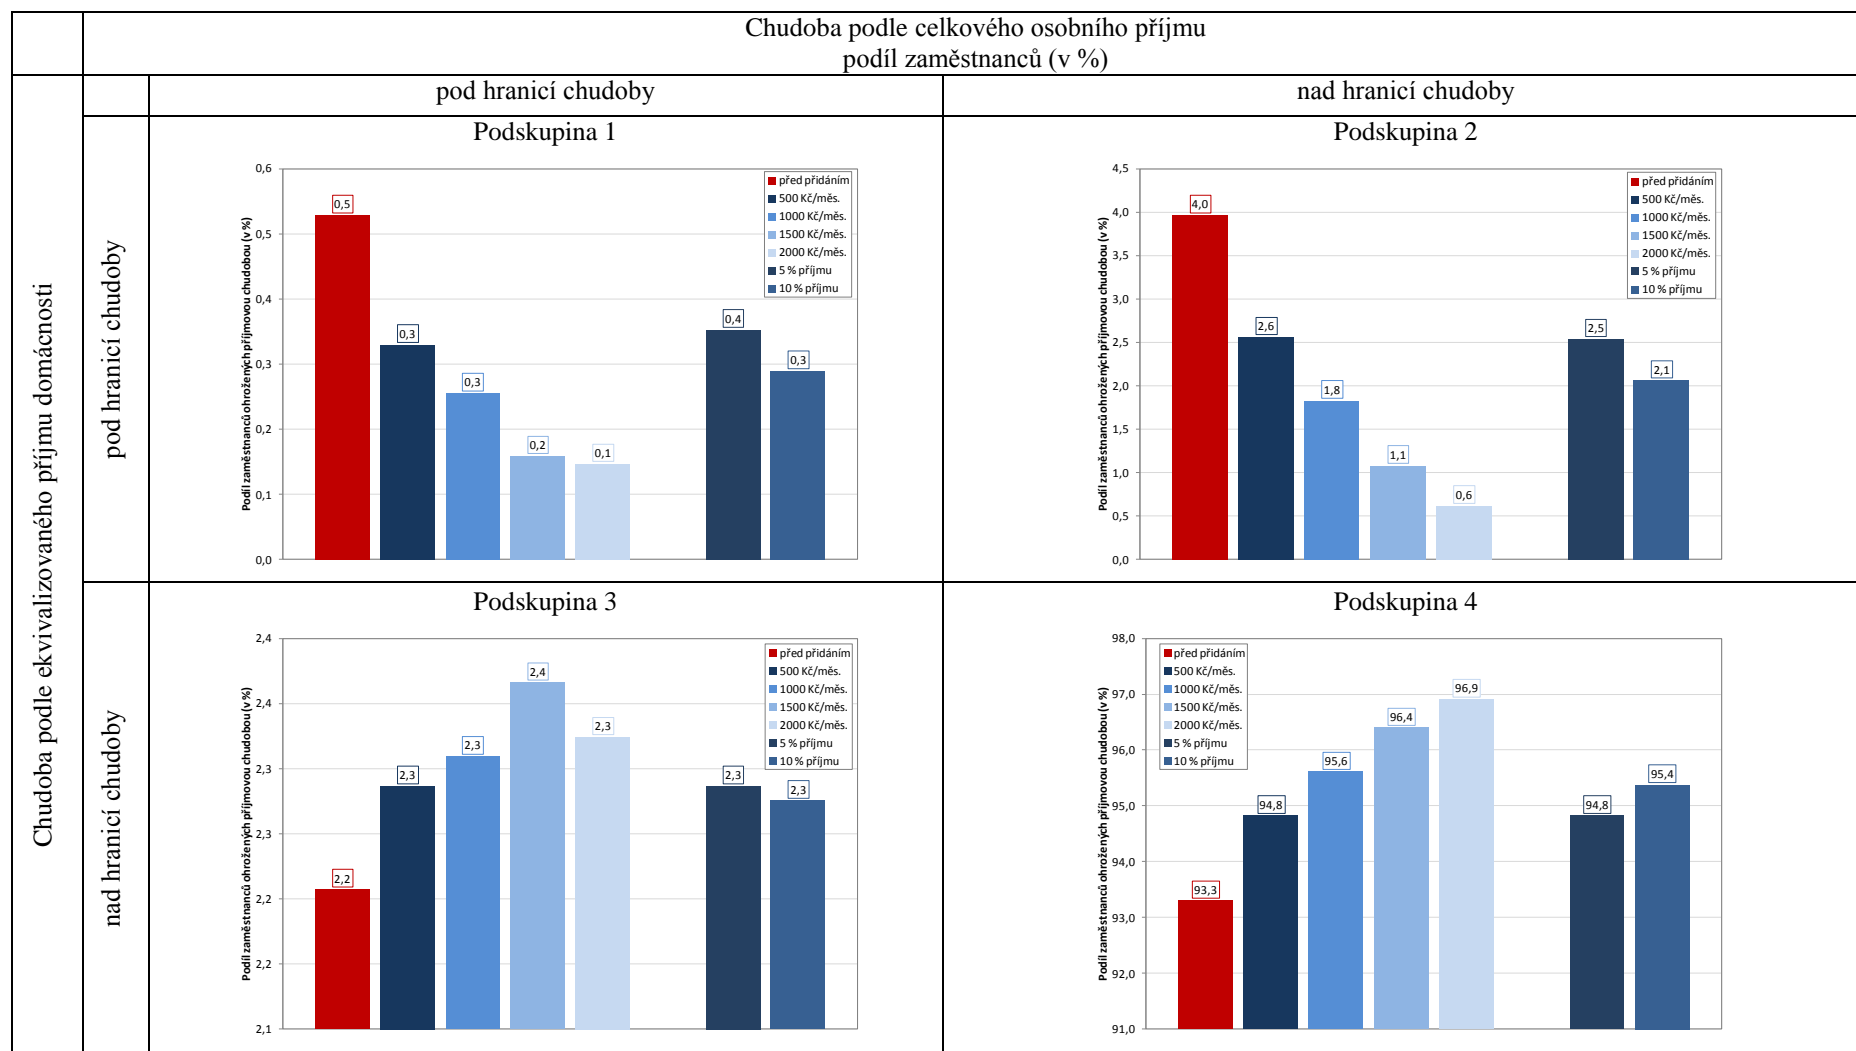 Chudoba podle celkového osobního příjmu
podíl zaměstnanců (v %)
pod hranicí chudoby
nad hranicí chudoby
Chudoba podle ekvivalizovaného příjmu domácnosti
pod hranicí chudoby
Podskupina 1
Podíl zaměstnanců ohrožených příjmovou chudobou (v %)
0,6
0,5
0,4
0,3
0,2
0,1
0,0
0,5
0,3
0,3
0,2
0,1
0,4
0,3
před přidáním
500 Kč/měs.
1000 Kč/měs.
1500 Kč/měs.
2000 Kč/měs.
5 % příjmu
10 % příjmu
Podskupina 2
Podíl zaměstnanců ohrožených příjmovou chudobou (v %)
4,5
4,0
3,5
3,0
2,5
2,0
1,5
1,0
0,5
0,0
4,0
2,6
1,8
1,1
0,6
2,5
2,1
před přidáním
500 Kč/měs.
1000 Kč/měs.
1500 Kč/měs.
2000 Kč/měs.
5 % příjmu
10 % příjmu
nad hranicí chudoby
Podskupina 3
Podíl zaměstnanců ohrožených příjmovou chudobou (v %)
2,4
2,4
2,3
2,3
2,2
2,2
2,1
2,2
2,3
2,3
2,4
2,3
2,3
2,3
před přidáním
500 Kč/měs.
1000 Kč/měs.
1500 Kč/měs.
2000 Kč/měs.
5 % příjmu
10 % příjmu
Podskupina 4
Podíl zaměstnanců ohrožených příjmovou chudobou (v %)
98,0
97,0
96,0
95,0
94,0
93,0
92,0
91,0
před přidáním
500 Kč/měs.
1000 Kč/měs.
1500 Kč/měs.
2000 Kč/měs.
5 % příjmu
10 % příjmu
93,3
94,8
95,6
96,4
96,9
94,8
95,4